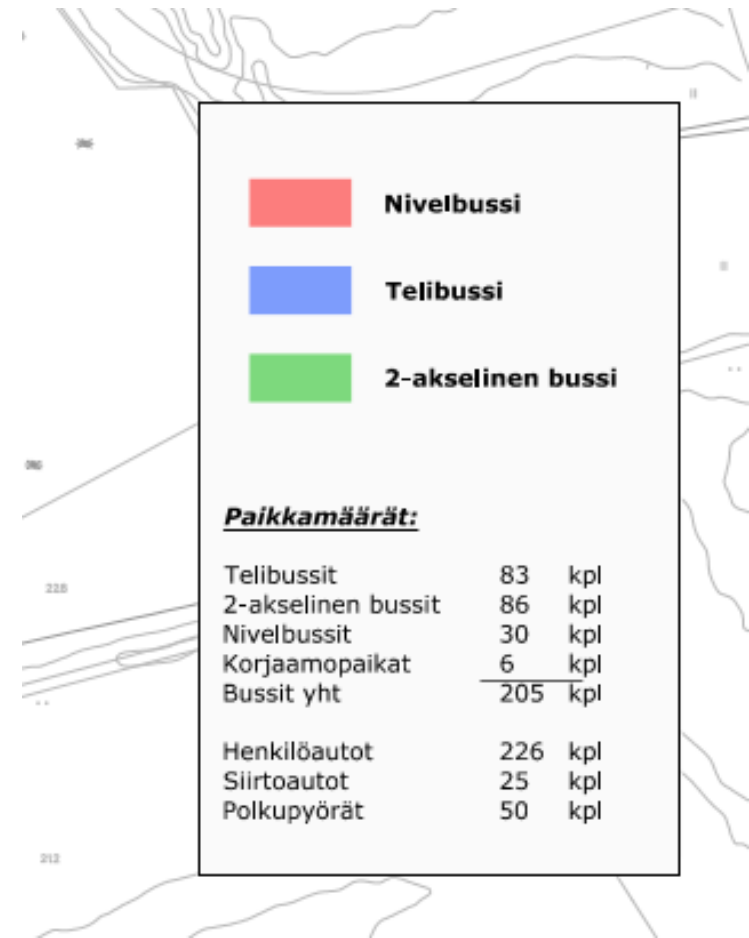 Nivelbussi
Telibussi
2-akselinen bussi
Paikkamäärät:
Telibussit 83 kpl
2-akselinen bussit 86 kpl
Nivelbussit 30 kpl
Korjaamopaikat 6 kpl
Bussit yht 205 kpl
Henkilöautot 226 kpl
Siirtoautot 25 kpl
Polkupyörät 50 kpl
212